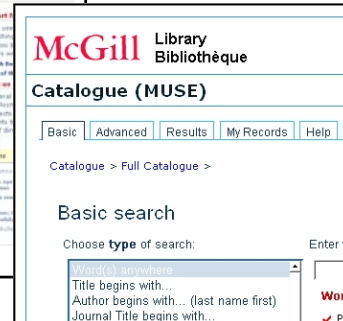 McGill Library
Bibliothèque
Catalogue (MUSE)
Basic Advanced Results My Records Help
Catalogue > Full Catalogue >
Basic search
Choose type of search: Enter
Word(s) anywhere
Title begins with...
Author begins with... (last name first)
Journal Title begins with...